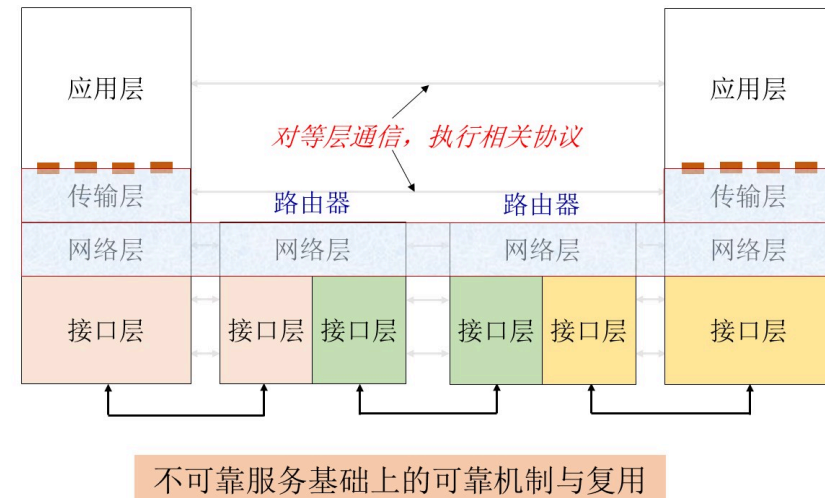 应用层
应用层
对等层通信，执行相关协议
传输层
路由器
路由器
传输层
网络层
网络层
网络层
网络层
接口层
接口层
接口层
接口层
接口层
接口层
不可靠服务基础上的可靠机制与复用